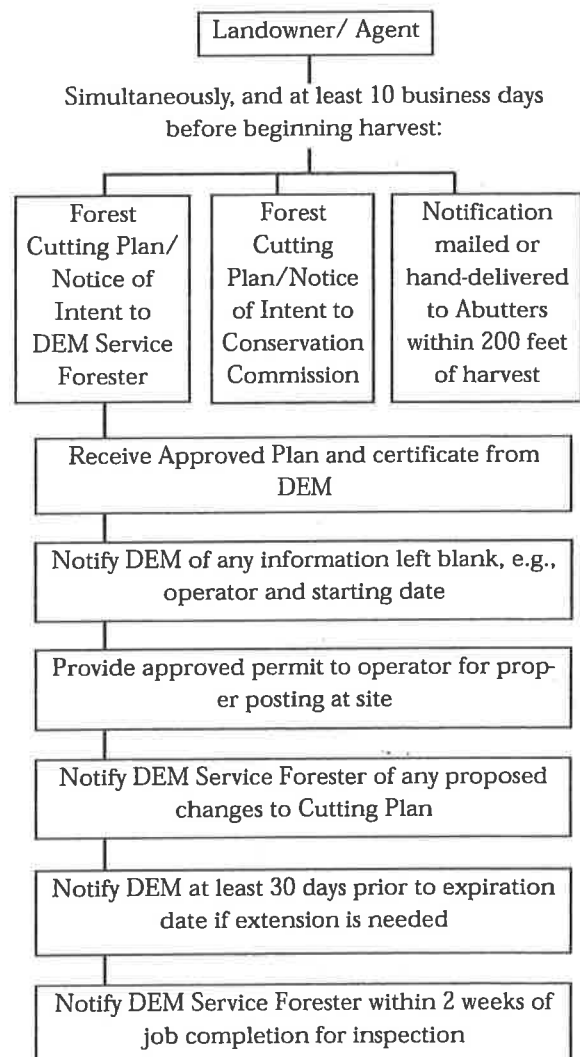 Landowner/ Agent
Simultaneously, and at least 10 business days
before beginning harvest:
Forest
Cutting Plan/
Notice of
Intent to
DEM Service
Forester
Forest
Cutting
Plan/Notice
of Intent to
Conservation
Commission
Notification
mailed or
hand-delivered
to Abutters
within 200 feet
of harvest
Receive Approved Plan and certificate from
DEM
Notify DEM of any information left blank, e.g.,
operator and starting date
Provide approved permit to operator for prop-
er posting at site
Notify DEM Service Forester of any proposed
changes to Cutting Plan
Notify DEM at least 30 days prior to expiration
date if extension is needed
Notify DEM Service Forester within 2 weeks of
job completion for inspection